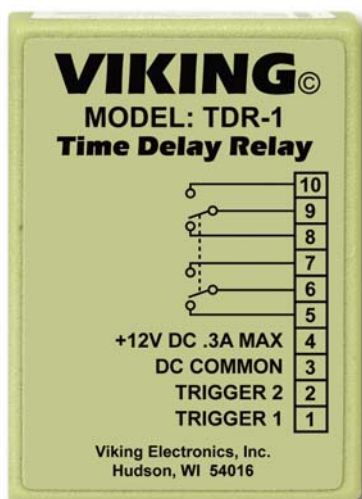 VIKING©
MODEL: TDR-1
Time Delay Relay
10
9
8
7
6
5
+12V DC .3A MAX 4
DC COMMON 3
TRIGGER 2 2
TRIGGER 1 1
Viking Electronics, Inc.
Hudson, WI 54016